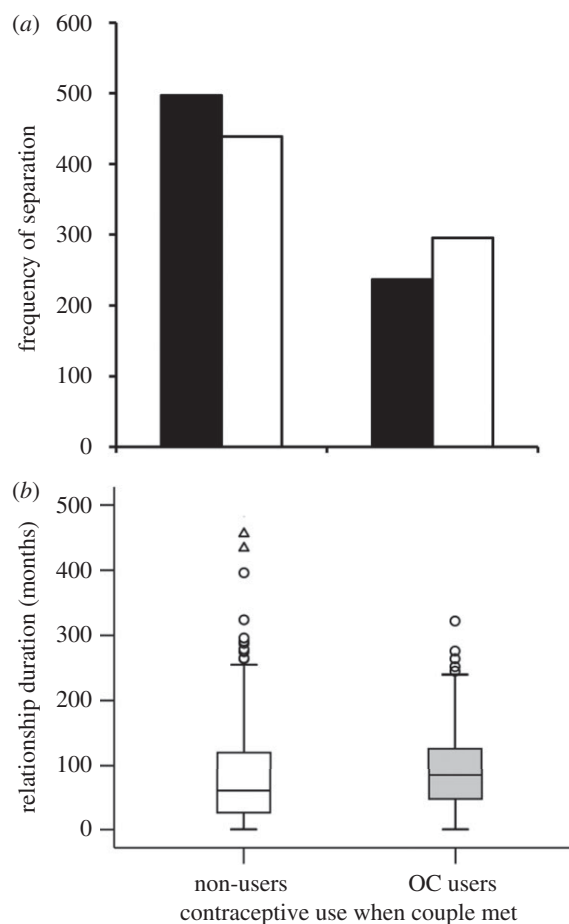 (a)
600
500
400
300
200
100
0
frequency of separation
(b)
500
400
300
200
100
0
relationship duration (months)
non-users OC users
contraceptive use when couple met